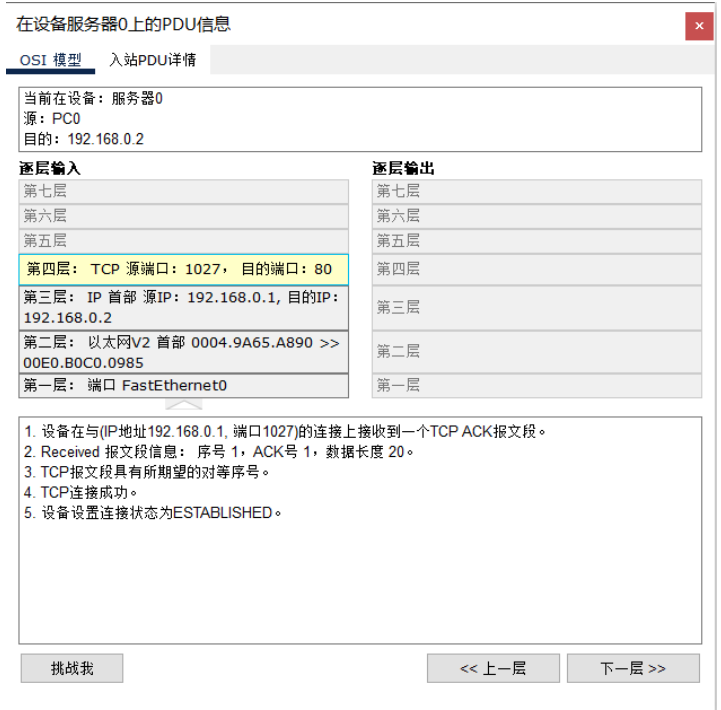 在设备服务器0上的PDU信息
×
OSI 模型 入站PDU详情
当前在设备：服务器0
源：PC0
目的：192.168.0.2
逐层输入
第七层
第六层
第五层
第四层： TCP 源端口：1027， 目的端口：80
第三层： IP 首部 源IP：192.168.0.1, 目的IP：
192.168.0.2
第二层： 以太网V2 首部 0004.9A65.A890 >>
00E0.B0C0.0985
第一层： 端口 FastEthernet0
逐层输出
第七层
第六层
第五层
第四层
第三层
第二层
第一层
1. 设备在与(IP地址192.168.0.1, 端口1027)的连接上接收到一个TCP ACK报文段。
2. Received 报文段信息： 序号 1，ACK号 1，数据长度 20。
3. TCP报文段具有所期望的对等序号。
4. TCP连接成功。
5. 设备设置连接状态为ESTABLISHED。
挑战我
<< 上一层
下一层 >>